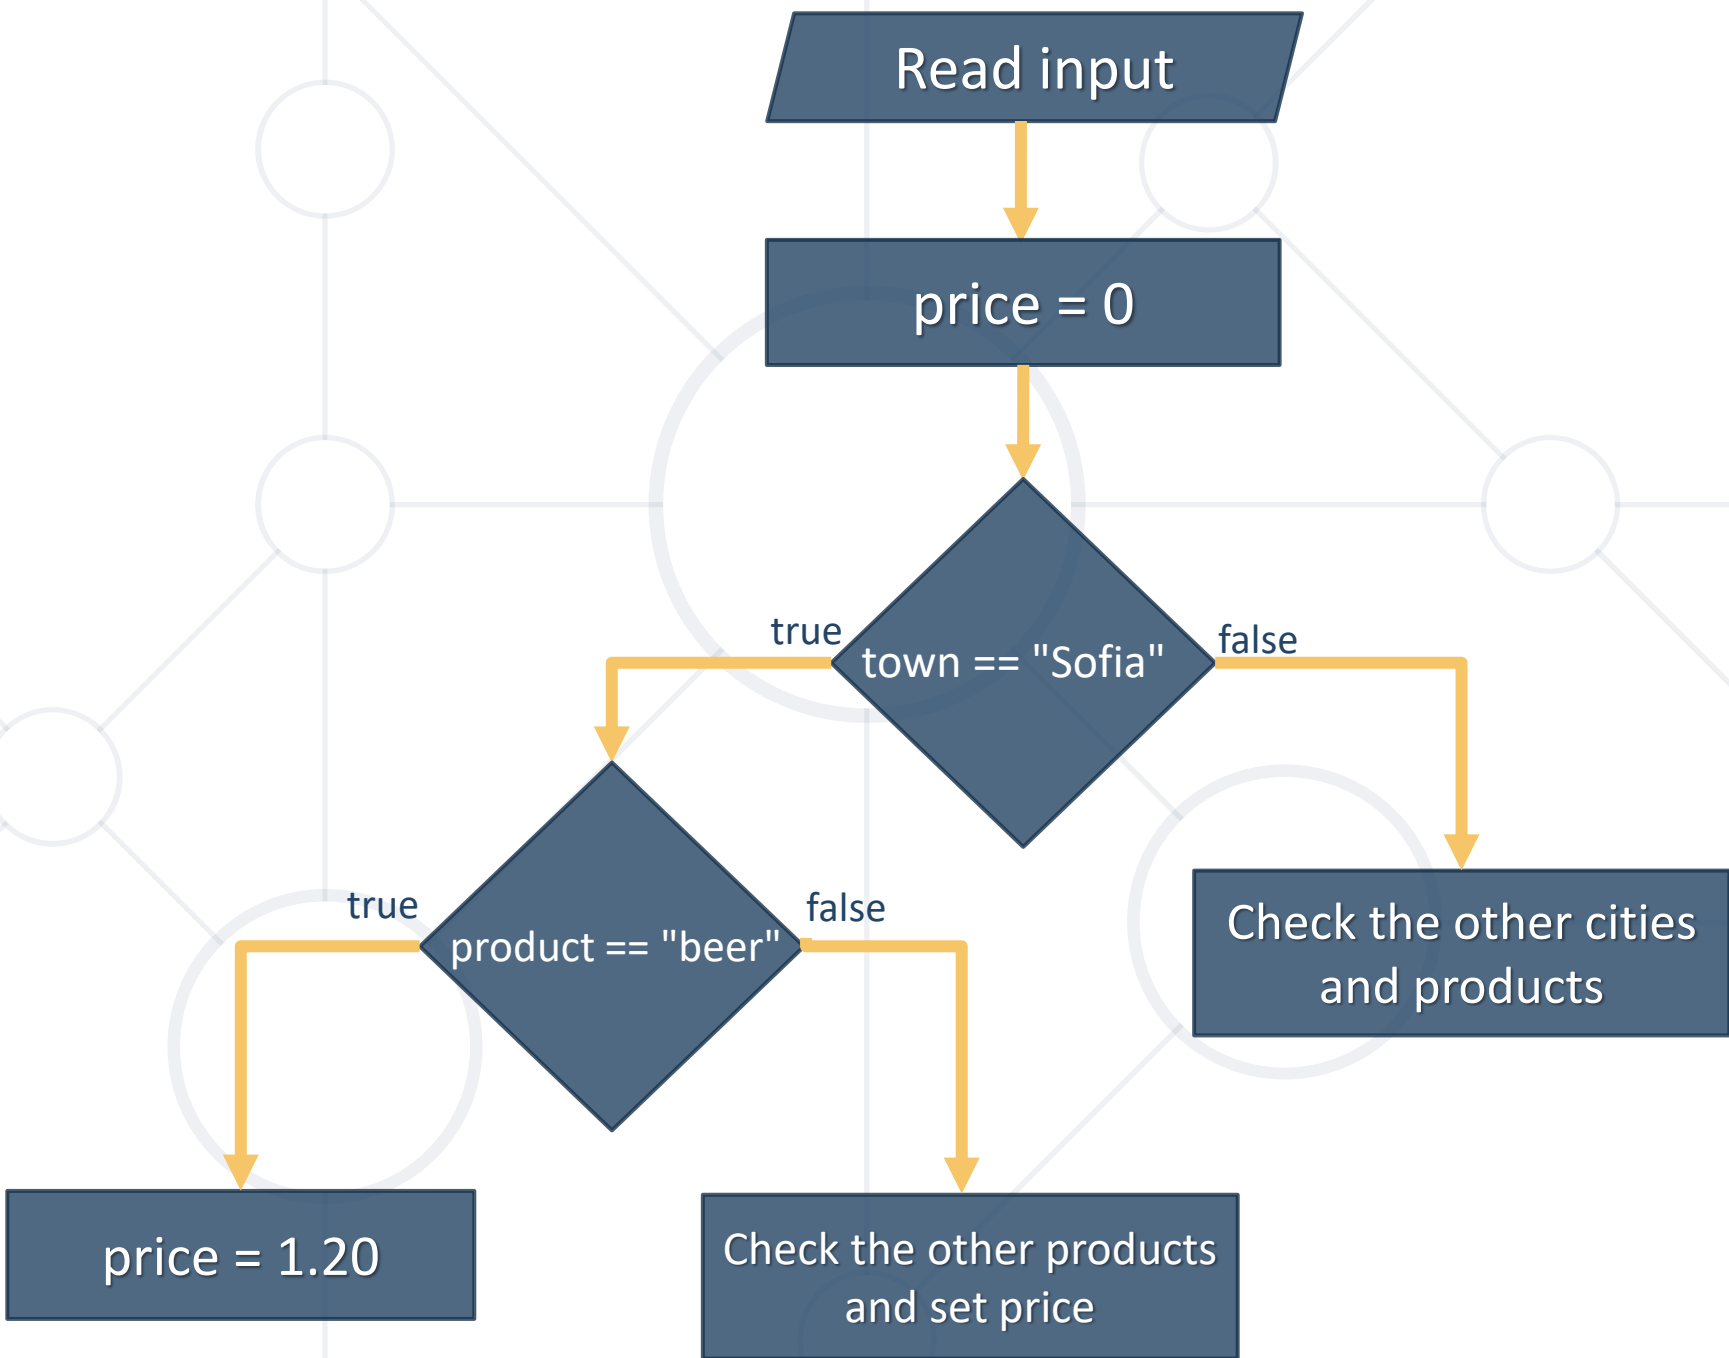 Read input
price = 0
true
town == "Sofia"
false
true
product == "beer"
false
Check the other cities
and products
price = 1.20
Check the other products
and set price